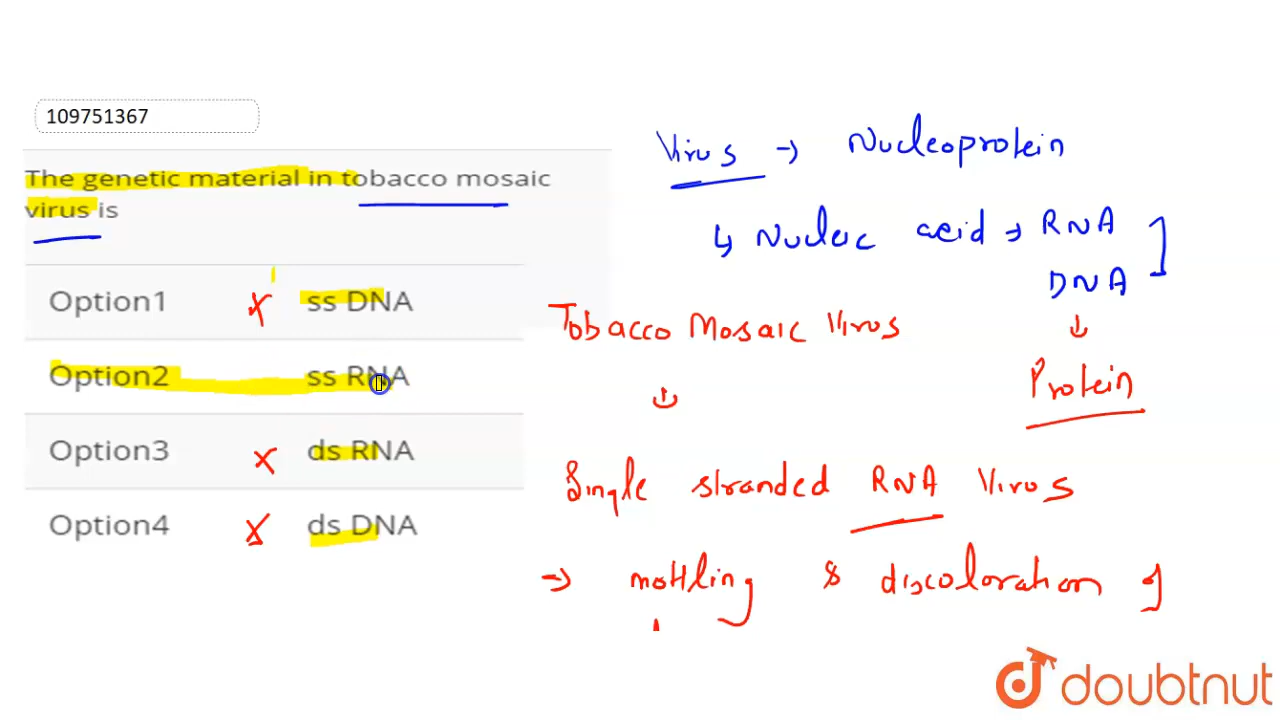 109751367
The genetic material in tobacco mosaic
virus is
Option1 x ss DNA
Option2 ss RNA
Option3 x ds RNA
Option4 x ds DNA
Virus → Nucleoprotein
↳ Nucleic acid → RNA
DNA
↓
Protein
Tobacco Mosaic Virus
↓
Single stranded RNA Virus
→ mottling & discoloration of
doubtnut